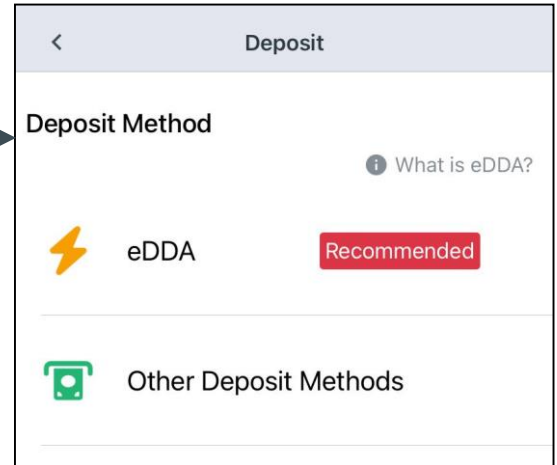 Deposit
Deposit Method
What is eDDA?
eDDA
Recommended
Other Deposit Methods